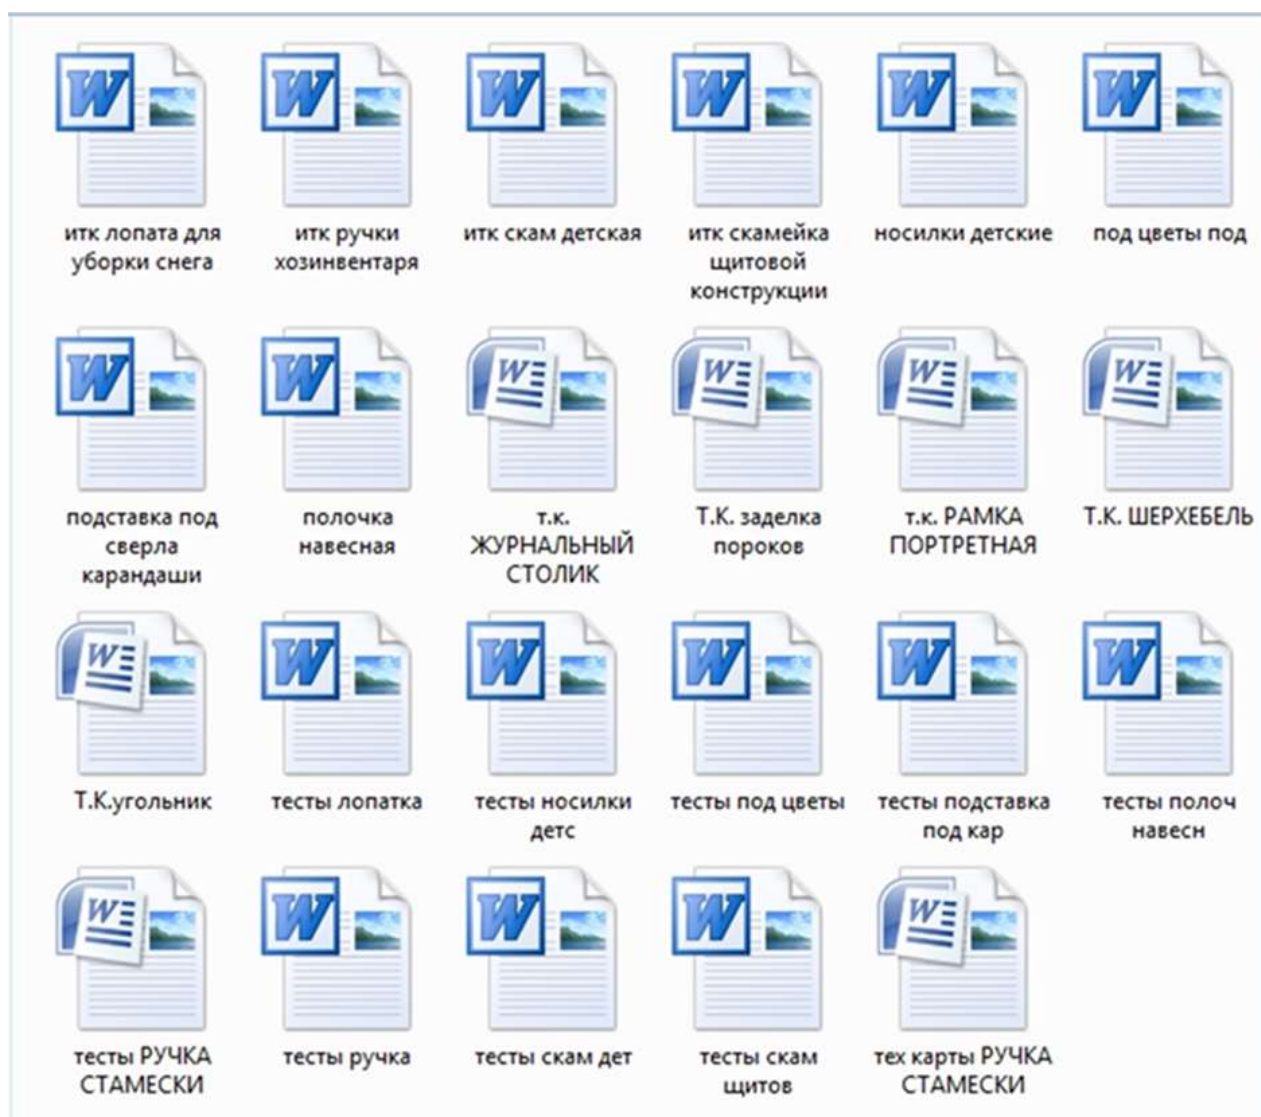 итк лопата для
уборки снега
итк ручки
хозинвентаря
итк скам детская
итк скамейка
щитовой
конструкции
носилки детские
под цветы под
подставка под
сверла
карандаши
полочка
навесная
т.к.
ЖУРНАЛЬНЫЙ
СТОЛИК
Т.К. заделка
пороков
т.к. РАМКА
ПОРТРЕТНАЯ
Т.К. ШЕРХЕБЕЛЬ
Т.К.угольник
тесты лопатка
тесты носилки
детс
тесты под цветы
тесты подставка
под кар
тесты полоч
навесн
тесты РУЧКА
СТАМЕСКИ
тесты ручка
тесты скам дет
тесты скам
щитов
тех карты РУЧКА
СТАМЕСКИ